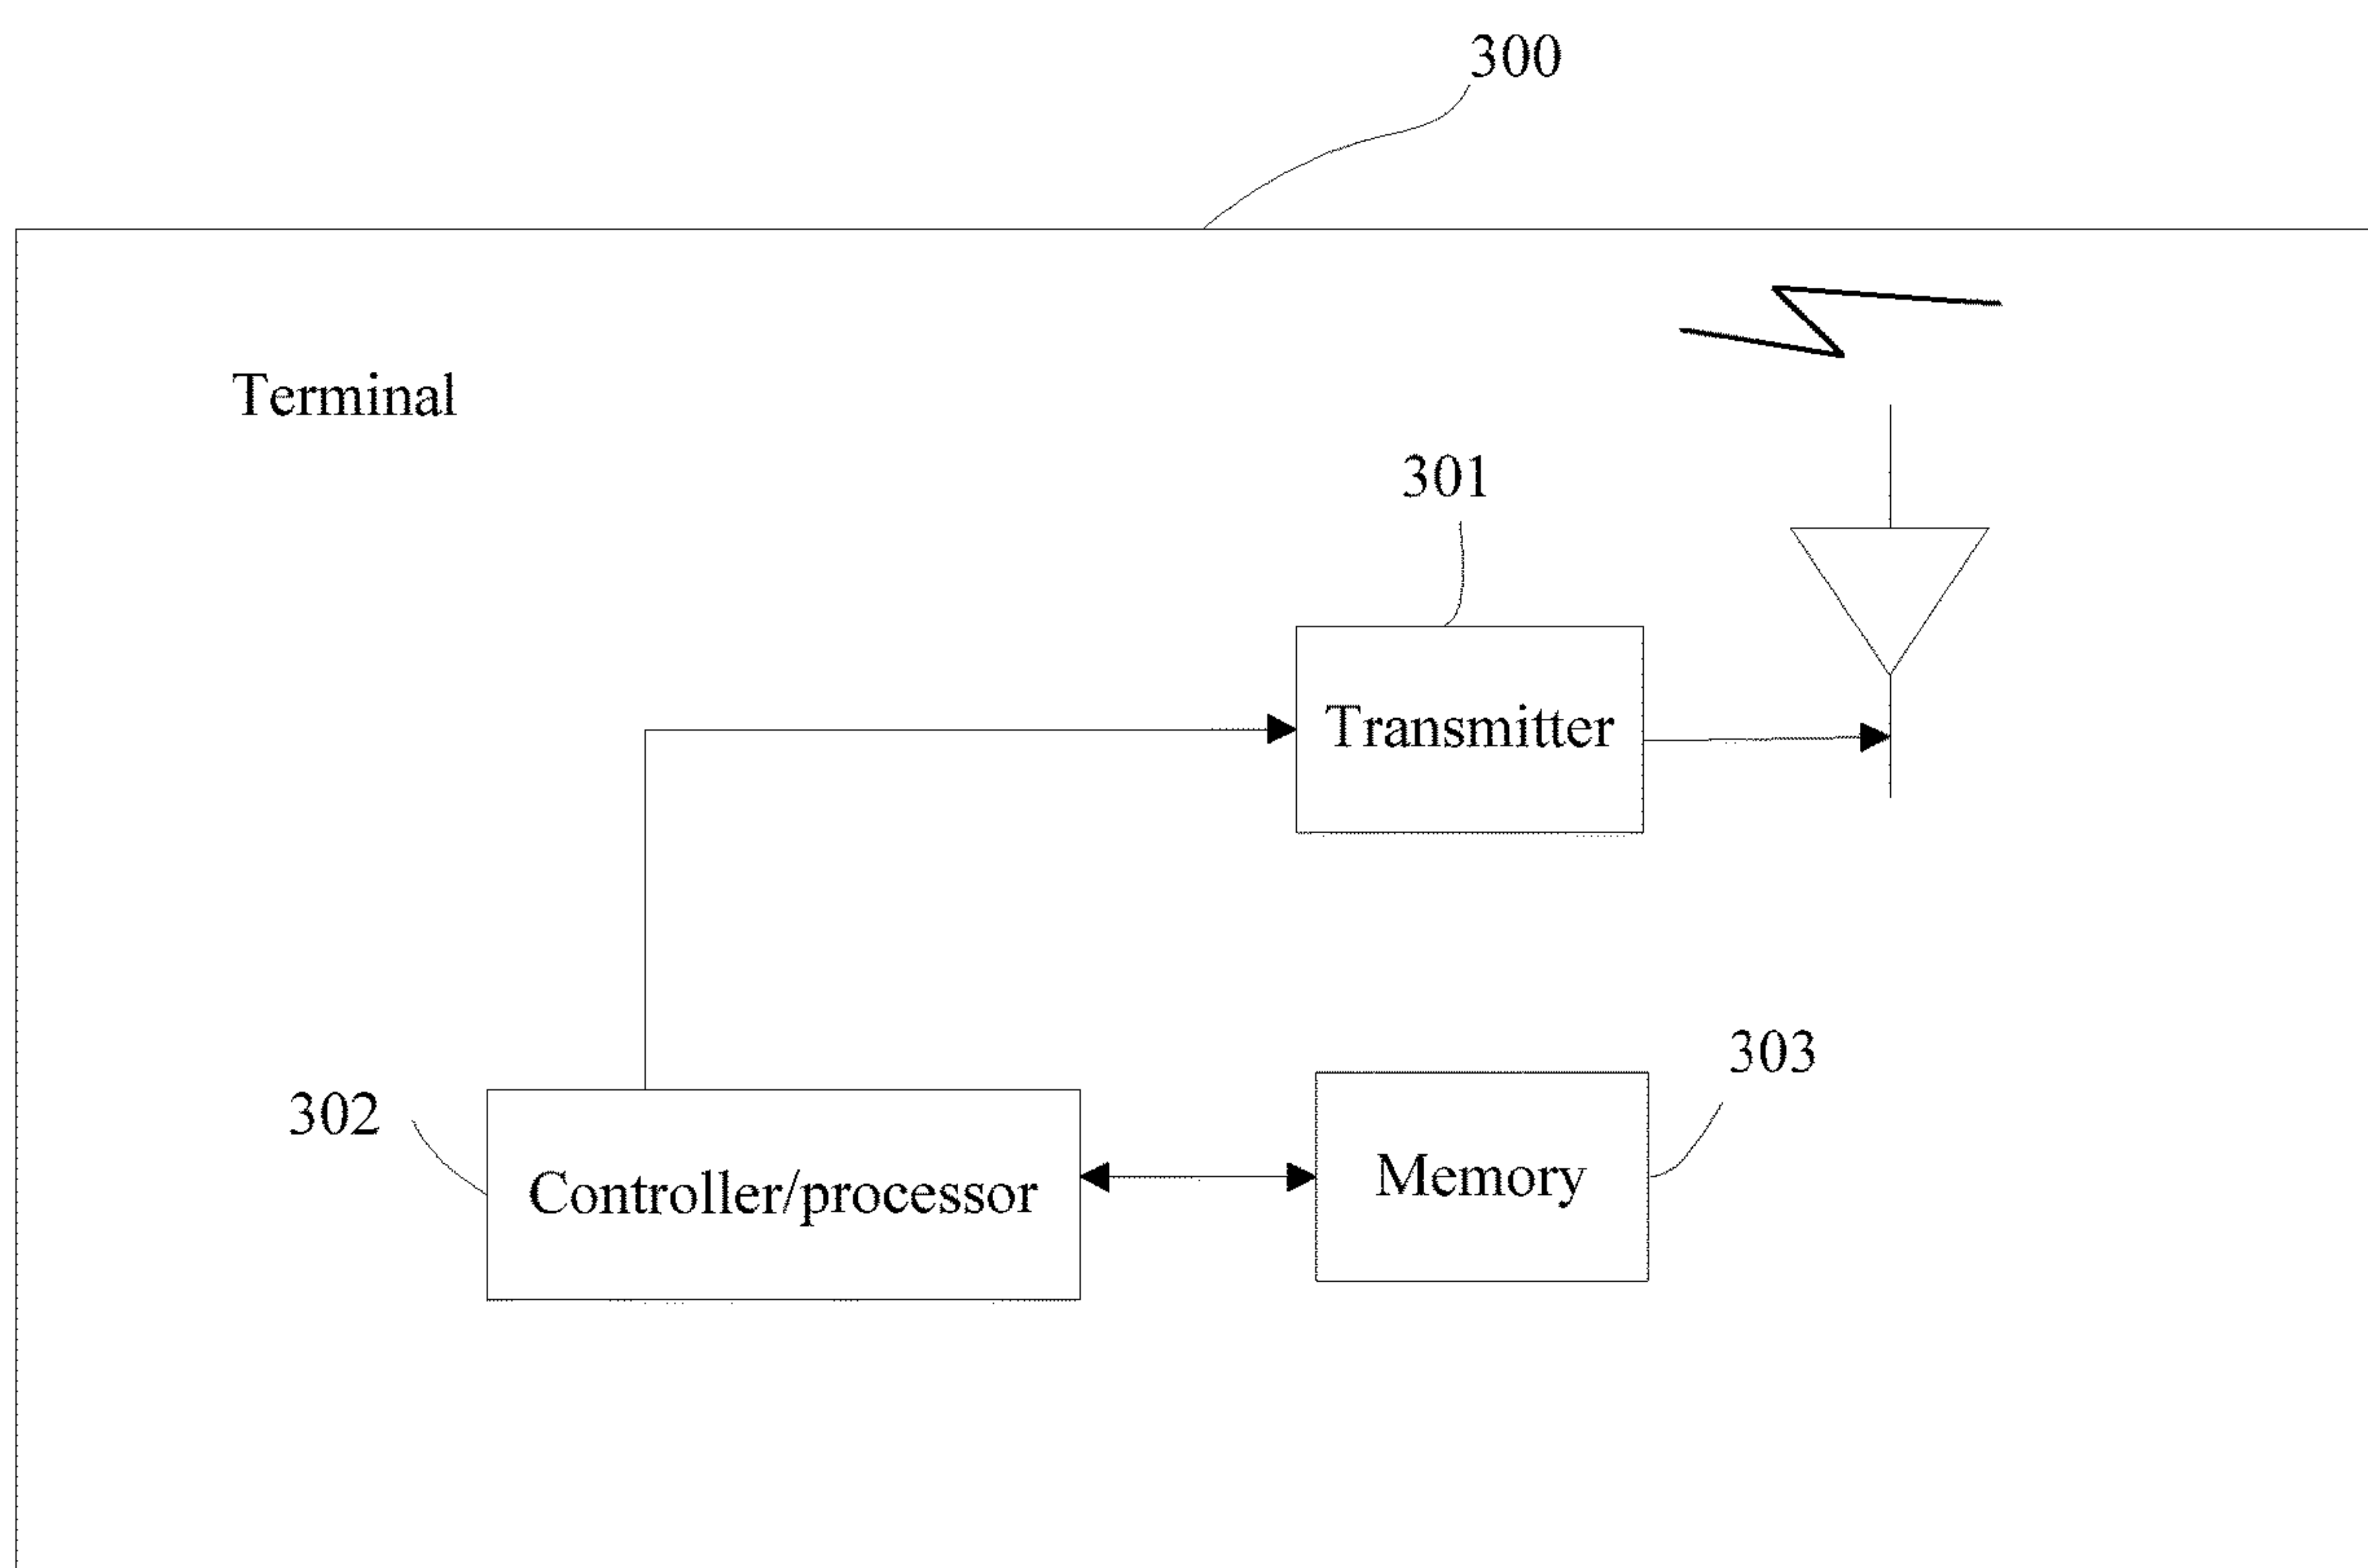 300
Terminal
301
Transmitter
303
302
Memory
Controller/processor